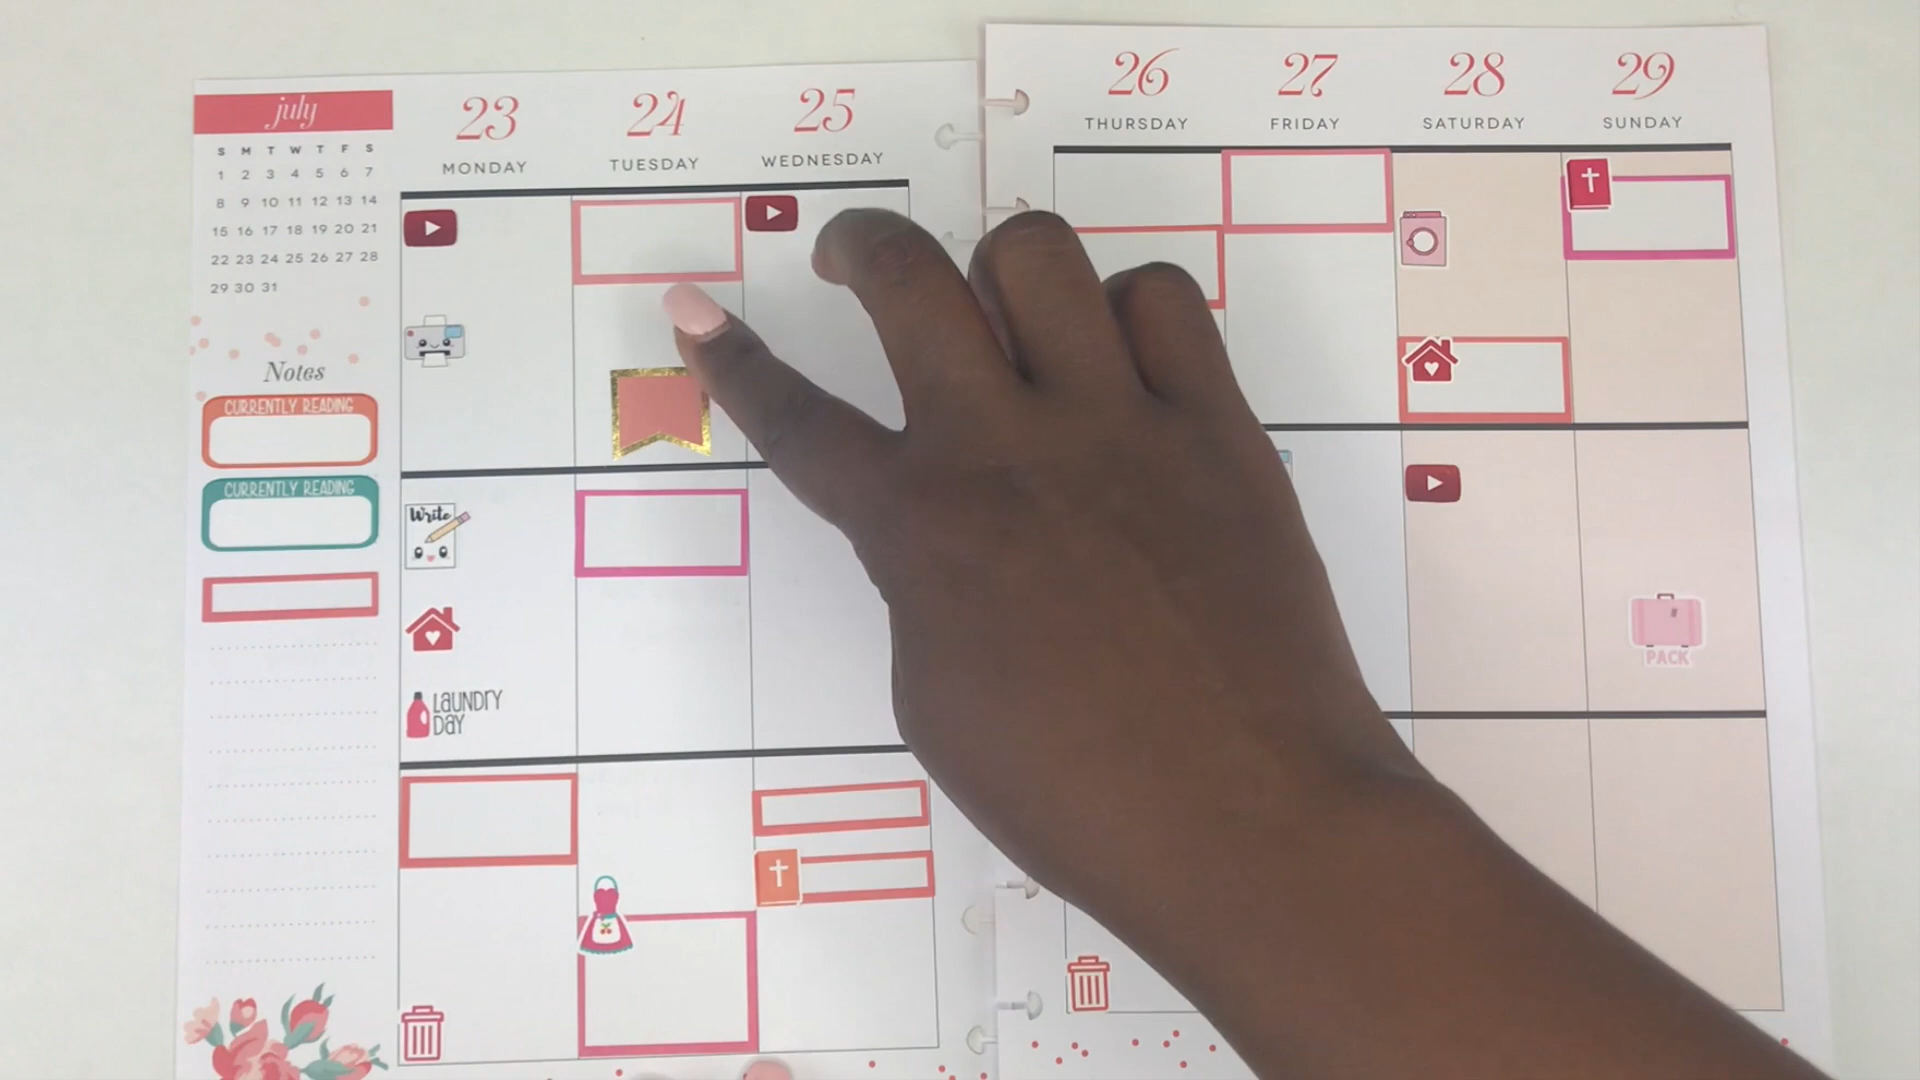 july
S M T W T F S
1 2 3 4 5 6 7
8 9 10 11 12 13 14
15 16 17 18 19 20 21
22 23 24 25 26 27 28
29 30 31
Notes
CURRENTLY READING
CURRENTLY READING
23
MONDAY
24
TUESDAY
25
WEDNESDAY
26
THURSDAY
27
FRIDAY
28
SATURDAY
29
SUNDAY
Write
LAUNDRY
DAY
PACK